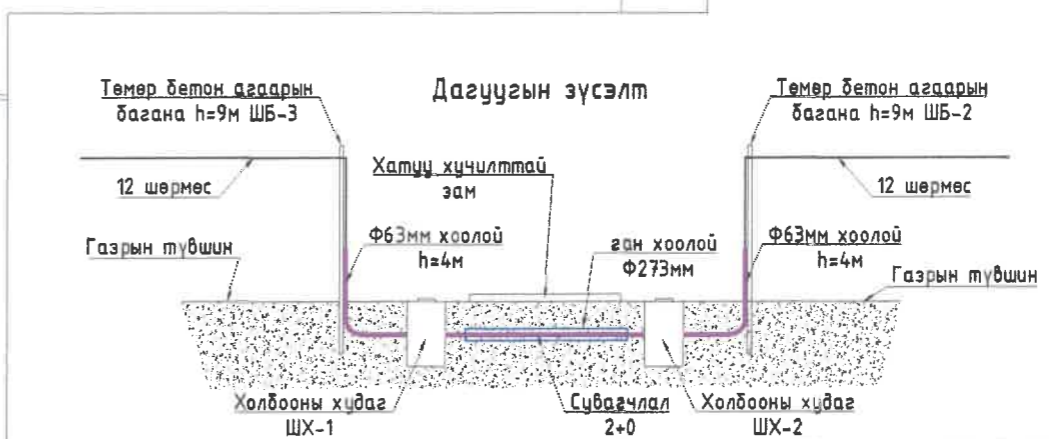 Төмөр бетон агаарын
багана h=9м ШБ-3
Дагуугын зүсэлт
Төмөр бетон агаарын
багана h=9м ШБ-2
12 шөрмөс
Хатуу хучилттай
зам
12 шөрмөс
Газрын түвшин
Ф63мм хоолой
h=4м
ган хоолой
Ф273мм
Ф63мм хоолой
h=4м
Газрын түвшин
Холбооны худаг
ШХ-1
Сувагчлал
2+0
Холбооны худаг
ШХ-2